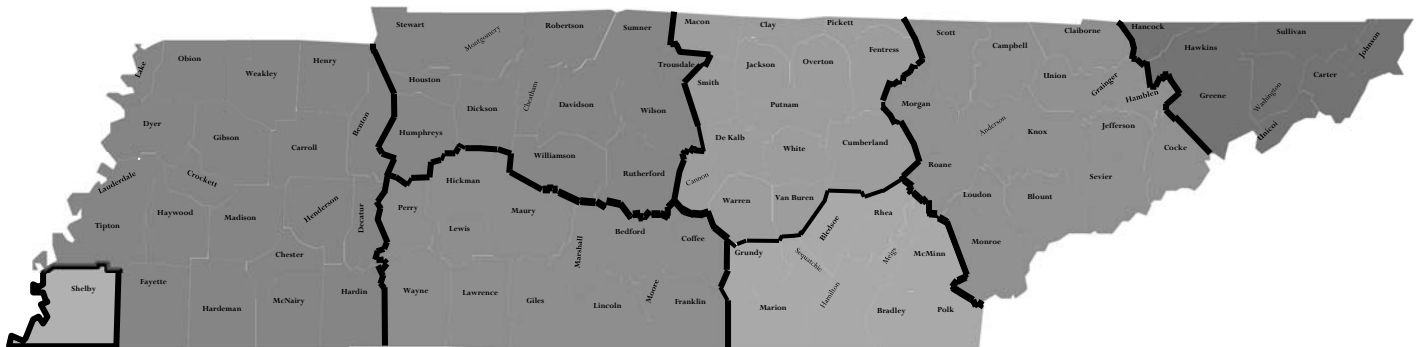 Stewart
Montgomery
Robertson
Sumner
Macon
Clay
Pickett
Scott
Campbell
Claiborne
Hancock
Hawkins
Sullivan
Johnson
Lake
Obion
Weakley
Henry
Houston
Dickson
Cheatham
Davidson
Wilson
Trousdale
Smith
Jackson
Overton
Fentress
Morgan
Anderson
Union
Grainger
Hamblen
Greene
Washington
Carter
Unicoi
Dyer
Gibson
Carroll
Benton
Humphreys
Williamson
Rutherford
Cannon
De Kalb
Putnam
White
Cumberland
Roane
Knox
Jefferson
Cocke
Lauderdale
Crockett
Haywood
Madison
Henderson
Decatur
Perry
Hickman
Lewis
Maury
Marshall
Bedford
Coffee
Warren
Van Buren
Bledsoe
Rhea
Loudon
Blount
Sevier
Tipton
Chester
Grundy
Sequatchie
Meigs
McMinn
Monroe
Shelby
Fayette
Hardeman
McNairy
Hardin
Wayne
Lawrence
Giles
Lincoln
Moore
Franklin
Marion
Hamilton
Bradley
Polk